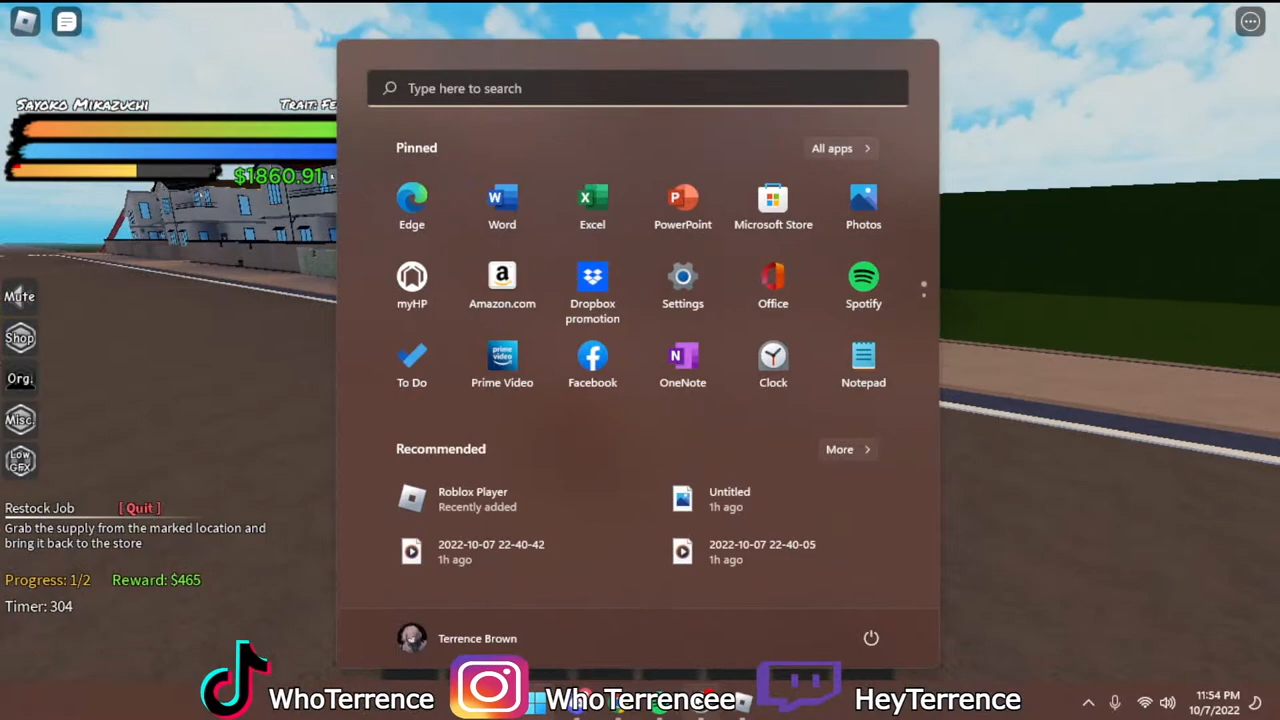 Type here to search
SAYOKO MIKAZUCHI
TRAIT: FE
$1860.91
Pinned
All apps
Edge
Word
Excel
PowerPoint
Microsoft Store
Photos
myHP
Amazon.com
Dropbox
promotion
Settings
Office
Spotify
To Do
prime
video
Prime Video
Facebook
OneNote
Clock
Notepad
Mute
Shop
Org.
Misc.
Low
GFX
Recommended
More
Roblox Player
Recently added
Untitled
1h ago
2022-10-07 22-40-42
1h ago
2022-10-07 22-40-05
1h ago
Restock Job [ Quit ]
Grab the supply from the marked location and
bring it back to the store
Progress: 1/2 Reward: $465
Timer: 304
Terrence Brown
WhoTerrence
WhoTerrencee
HeyTerrence
11:54 PM
10/7/2022